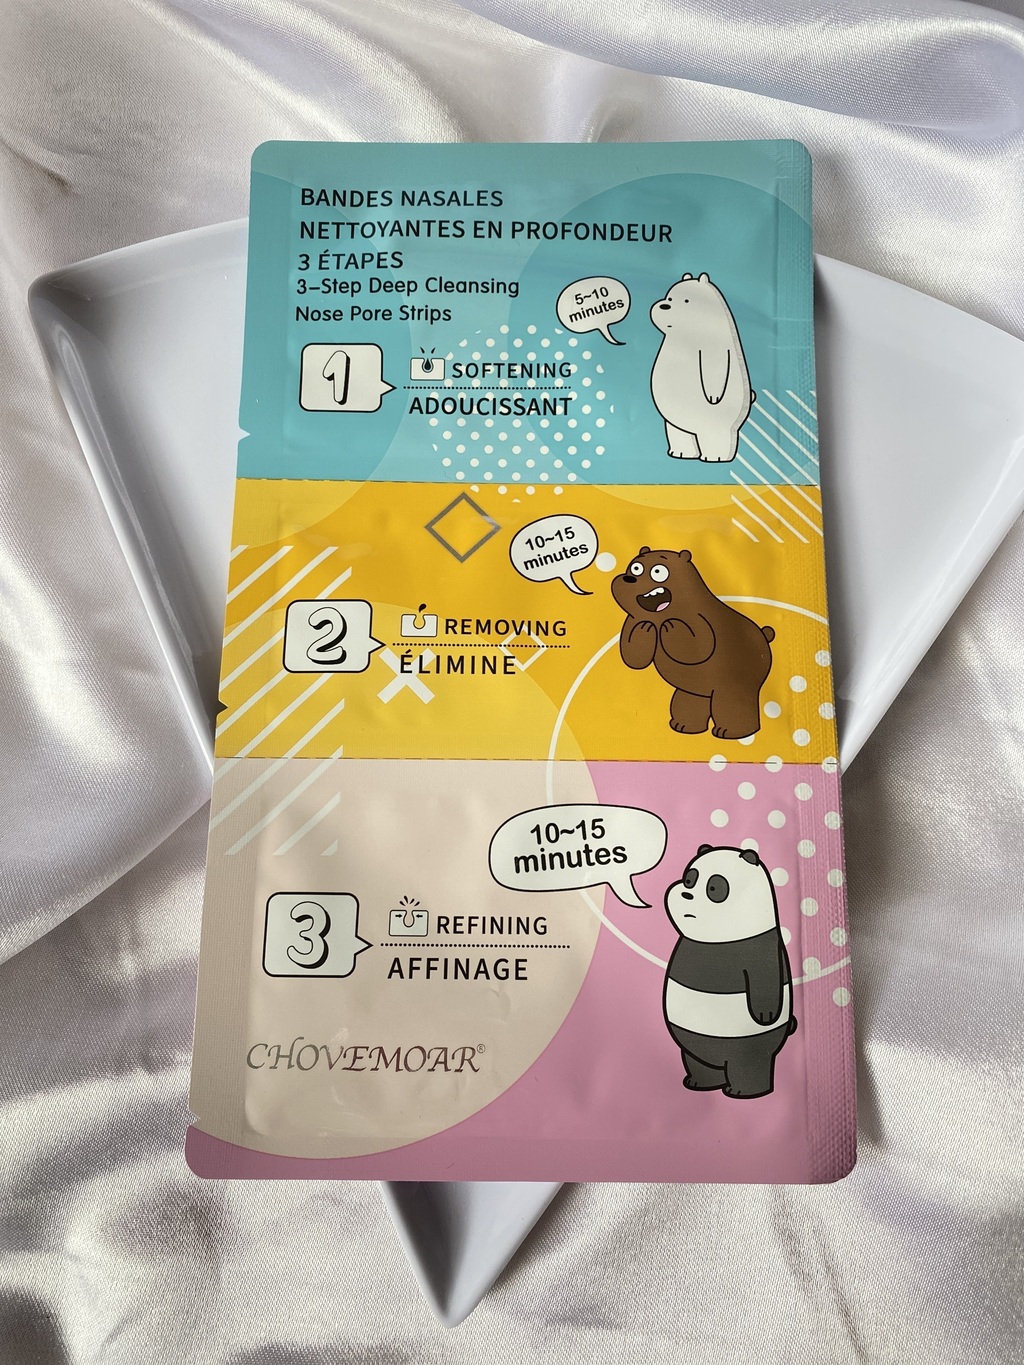 BANDES NASALES
NETTOYANTES EN PROFONDEUR
3 ÉTAPES
3-Step Deep Cleansing
Nose Pore Strips
5~10
minutes
1
SOFTENING
ADOUCISSANT
10~15
minutes
2
REMOVING
ÉLIMINE
10~15
minutes
3
REFINING
AFFINAGE
CHOVEMOAR®